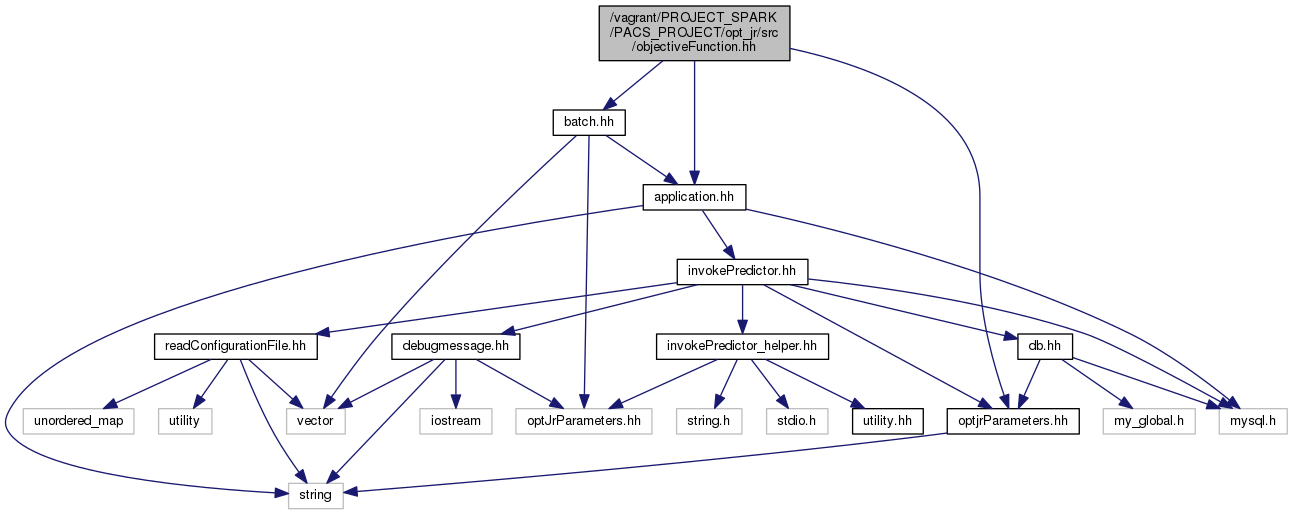 /vagrant/PROJECT_SPARK
/PACS_PROJECT/opt_jr/src
/objectiveFunction.hh
batch.hh
application.hh
invokePredictor.hh
readConfigurationFile.hh
debugmessage.hh
invokePredictor_helper.hh
db.hh
unordered_map
utility
vector
iostream
optJrParameters.hh
string.h
stdio.h
utility.hh
optjrParameters.hh
my_global.h
mysql.h
string